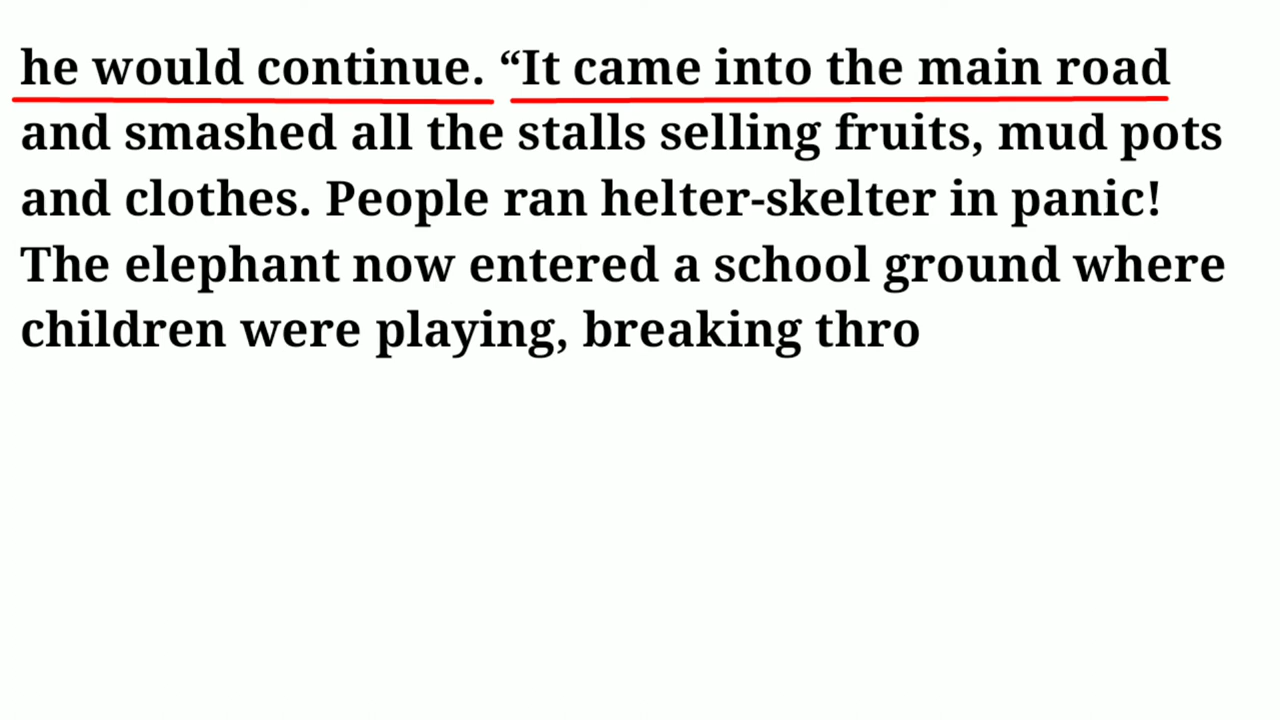 he would continue. “It came into the main road
and smashed all the stalls selling fruits, mud pots
and clothes. People ran helter-skelter in panic!
The elephant now entered a school ground where
children were playing, breaking thro